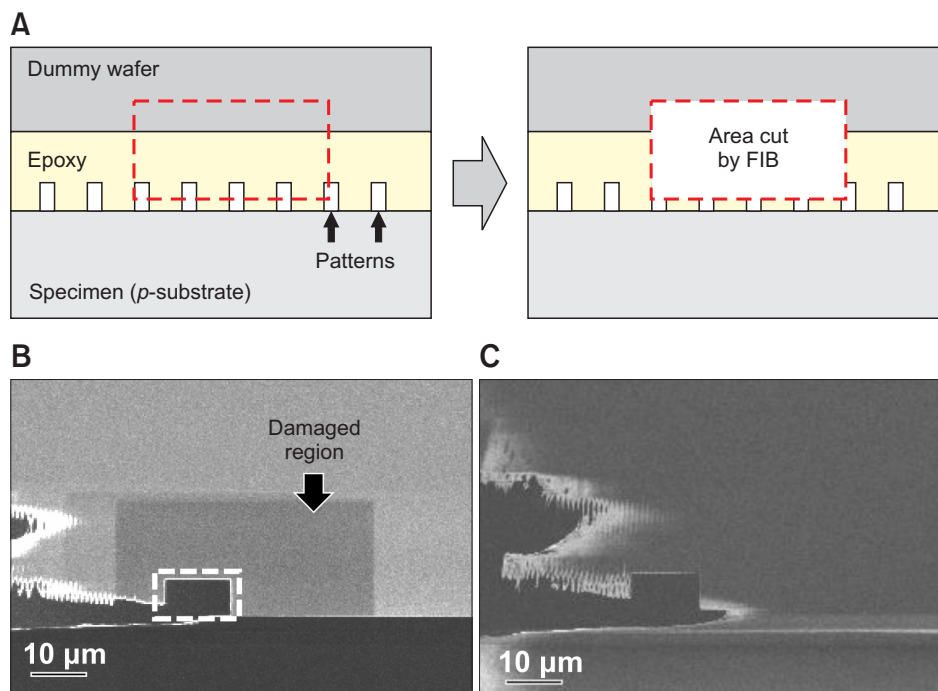 A
Dummy wafer
Epoxy
Patterns
Specimen (p-substrate)
Area cut
by FIB
B
Damaged
region
10 µm
C
10 µm